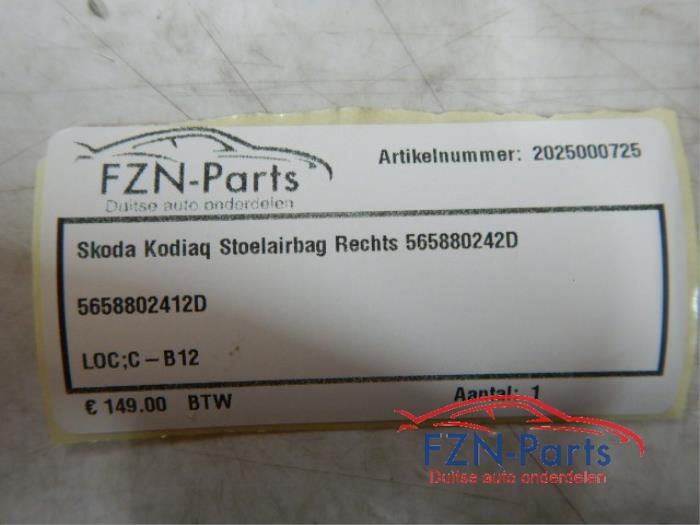 FZN-Parts
Duitse auto onderdelen
Artikelnummer: 2025000725
Skoda Kodiaq Stoelairbag Rechts 565880242D
5658802412D
LOC;C-B12
€ 149.00 BTW
Aantal: 1
FZN-Parts
Duitse auto onderdelen